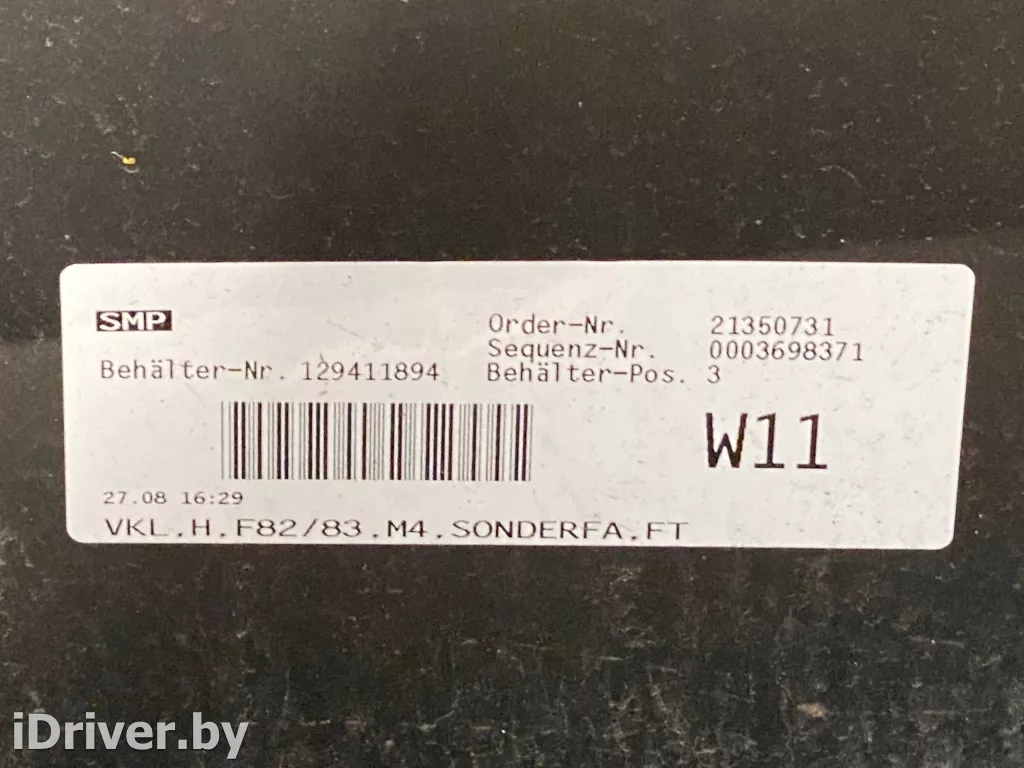 SMP
Order-Nr. 21350731
Sequenz-Nr. 0003698371
Behälter-Nr. 129411894 Behälter-Pos. 3
W11
27.08 16:29
VKL.H.F82/83.M4.SONDERFA.FT
iDriver.by